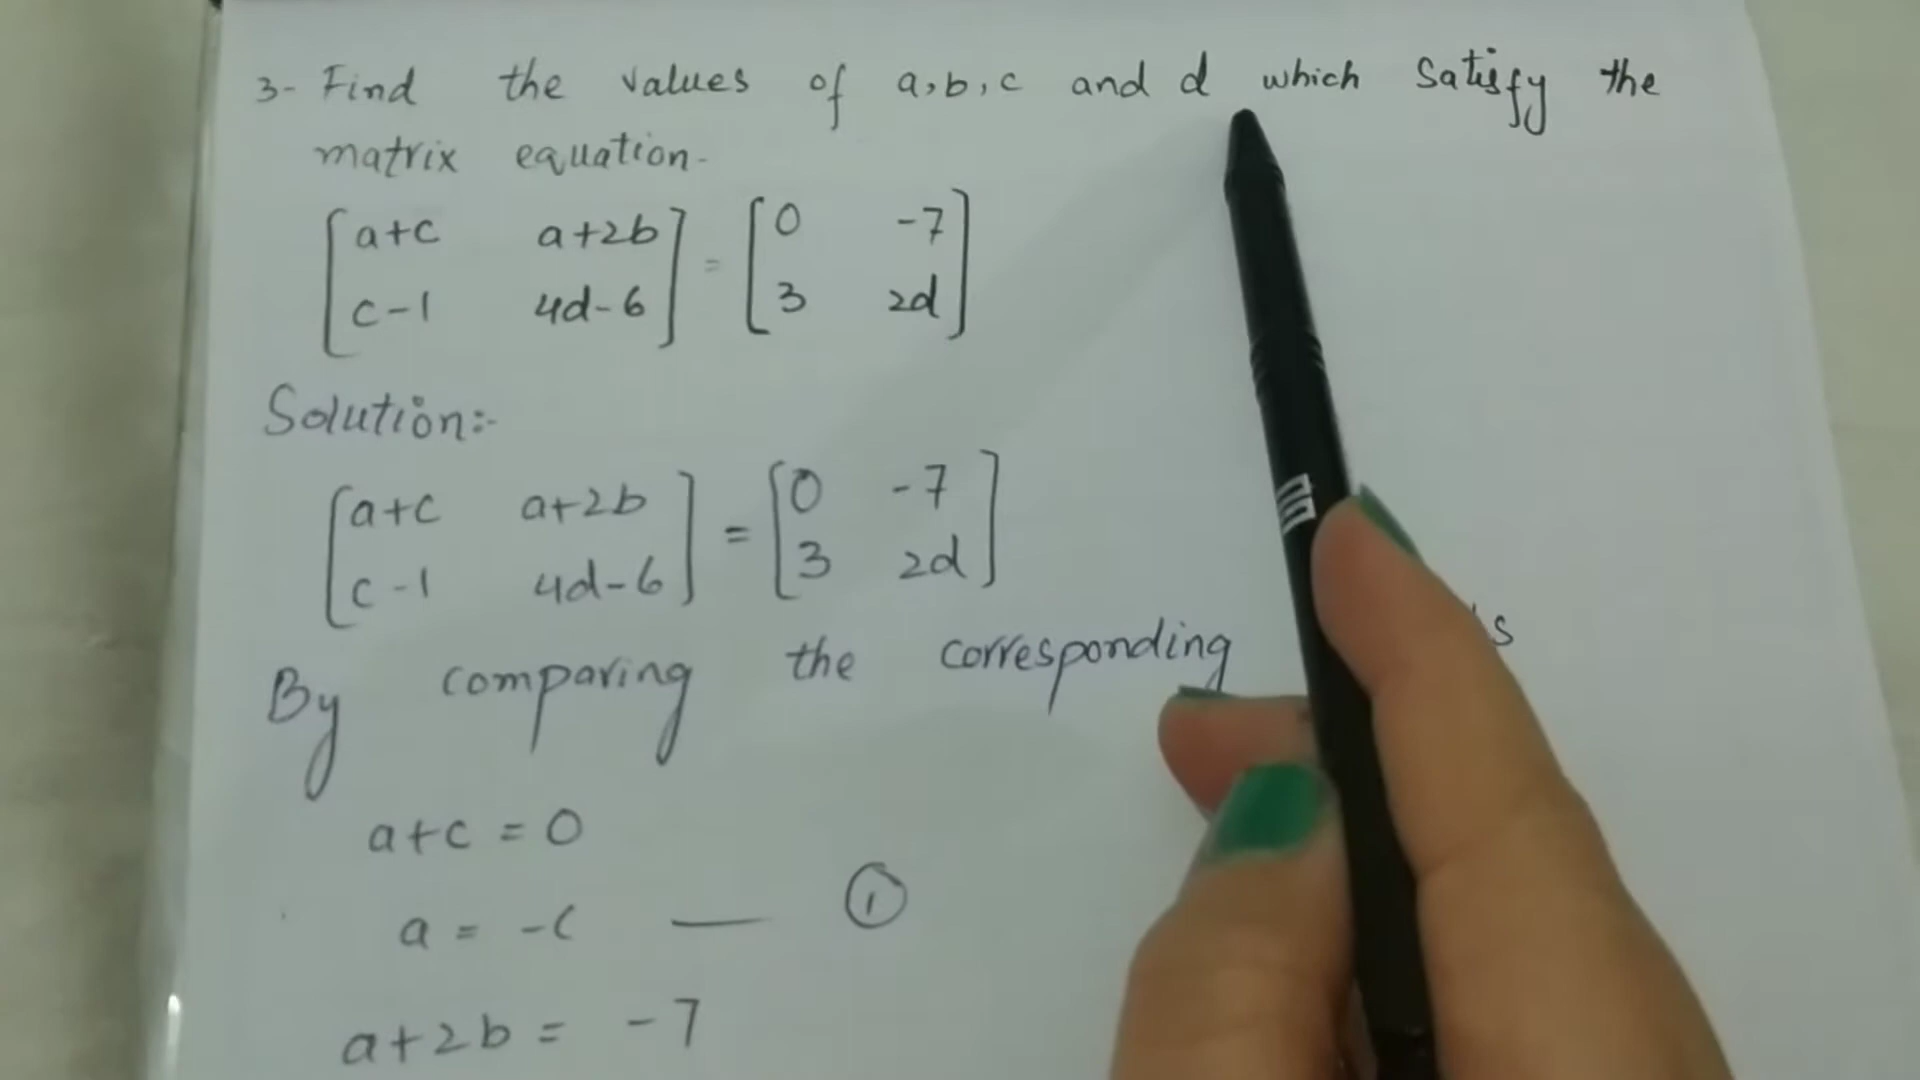 3- Find the values of a, b, c and d which satisfy the
matrix equation-
[a+c a+2b] = [0 -7]
[c-1 4d-6] [3 2d]
Solution:-
[a+c a+2b] = [0 -7]
[c-1 4d-6] [3 2d]
By comparing the corresponding
a+c = 0
a = -c — ①
a+2b = -7